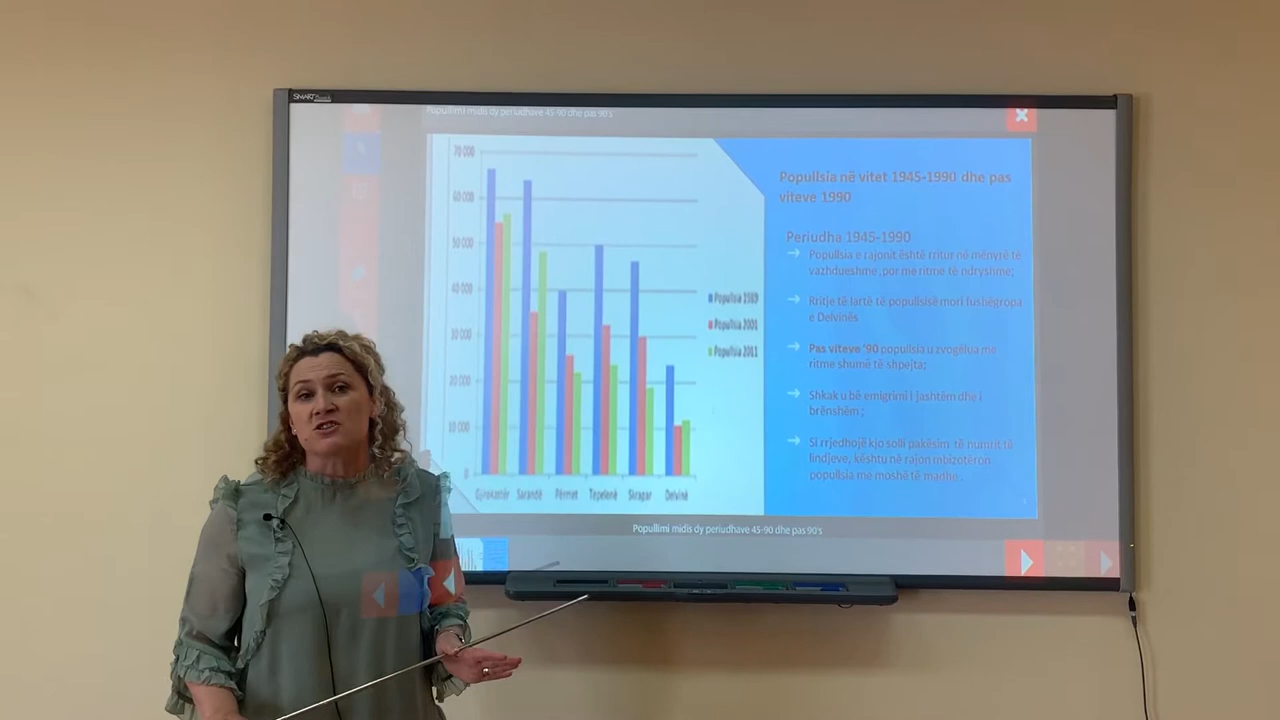 SMART
Popullimi midis dy periudhave 45-90 dhe pas 90's
70 000
60 000
50 000
40 000
30 000
20 000
10 000
0
Gjirokastër Sarandë Përmet Tepelenë Skrapar Delvinë
Popullsia 1989
Popullsia 2001
Popullsia 2011
Popullsia në vitet 1945-1990 dhe pas
viteve 1990
Periudha 1945-1990
Popullsia e rajonit është rritur në mënyrë të
vazhdueshme ,por me ritme të ndryshme;
Rritje të lartë të popullsisë mori fushëgropa
e Delvinës
Pas viteve '90 popullsia u zvogëlua me
ritme shumë të shpejta;
Shkak u bë emigrimi i jashtëm dhe i
brënshëm ;
Si rrjedhojë kjo solli pakësim të numrit të
lindjeve, kështu në rajon mbizotëron
popullsia me moshë të madhe .
Popullimi midis dy periudhave 45-90 dhe pas 90's